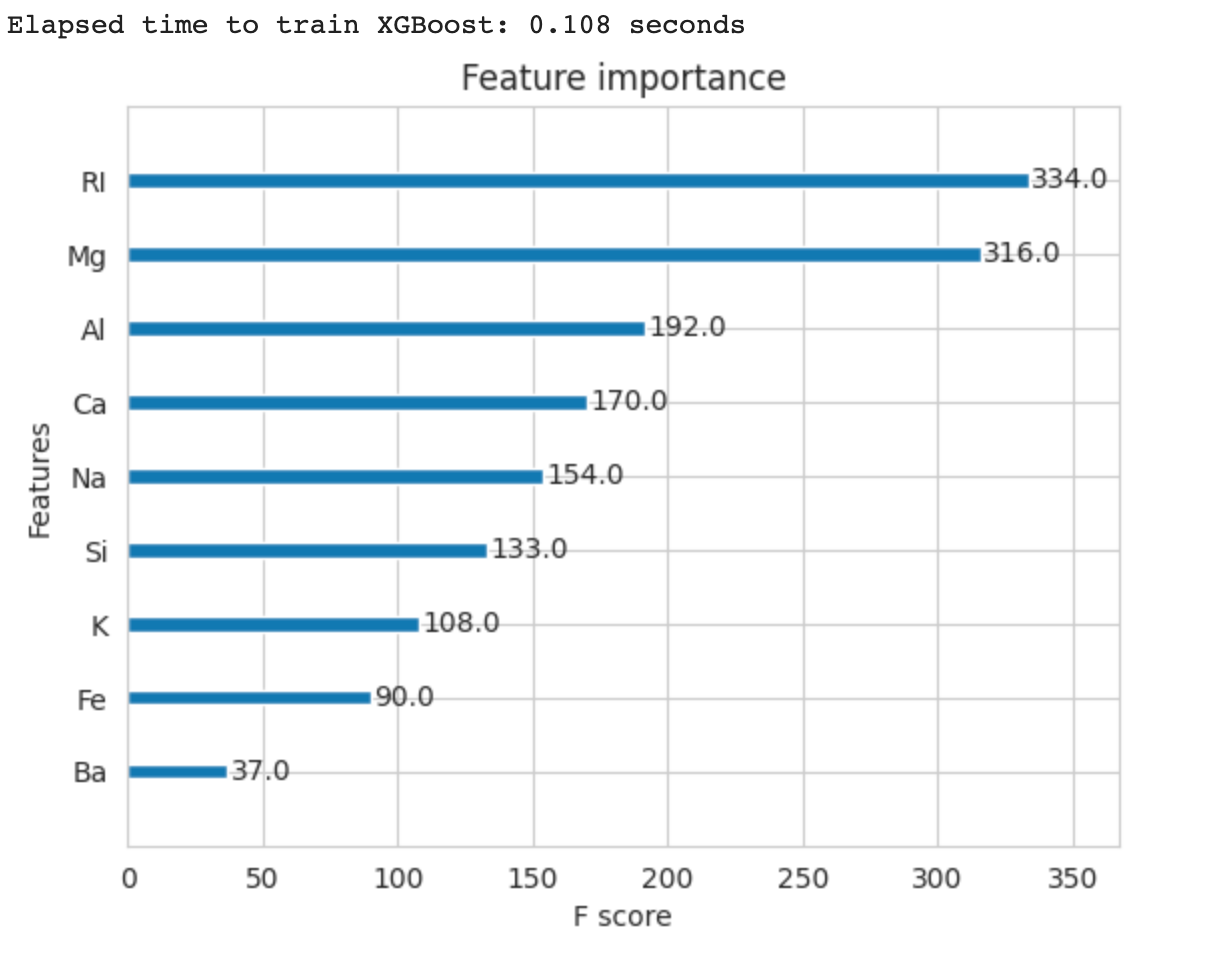 Elapsed time to train XGBoost: 0.108 seconds
Feature importance
RI 334.0
Mg 316.0
Al 192.0
Ca 170.0
Na 154.0
Si 133.0
K 108.0
Fe 90.0
Ba 37.0
Features
0 50 100 150 200 250 300 350
F score